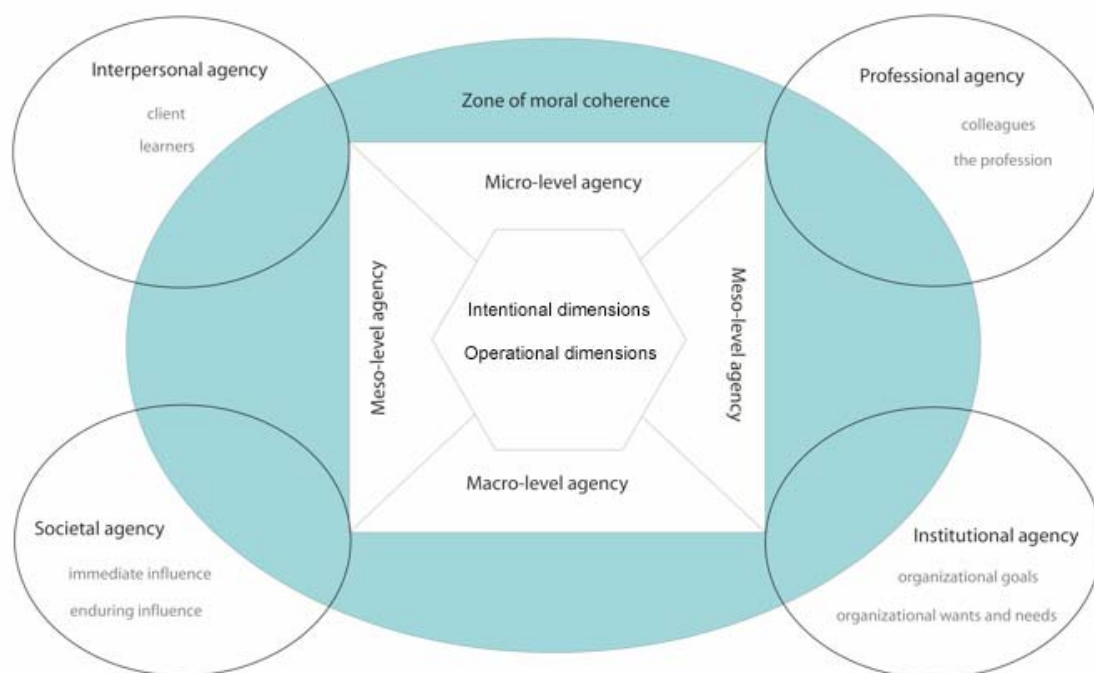 Interpersonal agency
client
learners
Professional agency
colleagues
the profession
Zone of moral coherence
Micro-level agency
Meso-level agency
Intentional dimensions
Operational dimensions
Meso-level agency
Macro-level agency
Societal agency
immediate influence
enduring influence
Institutional agency
organizational goals
organizational wants and needs